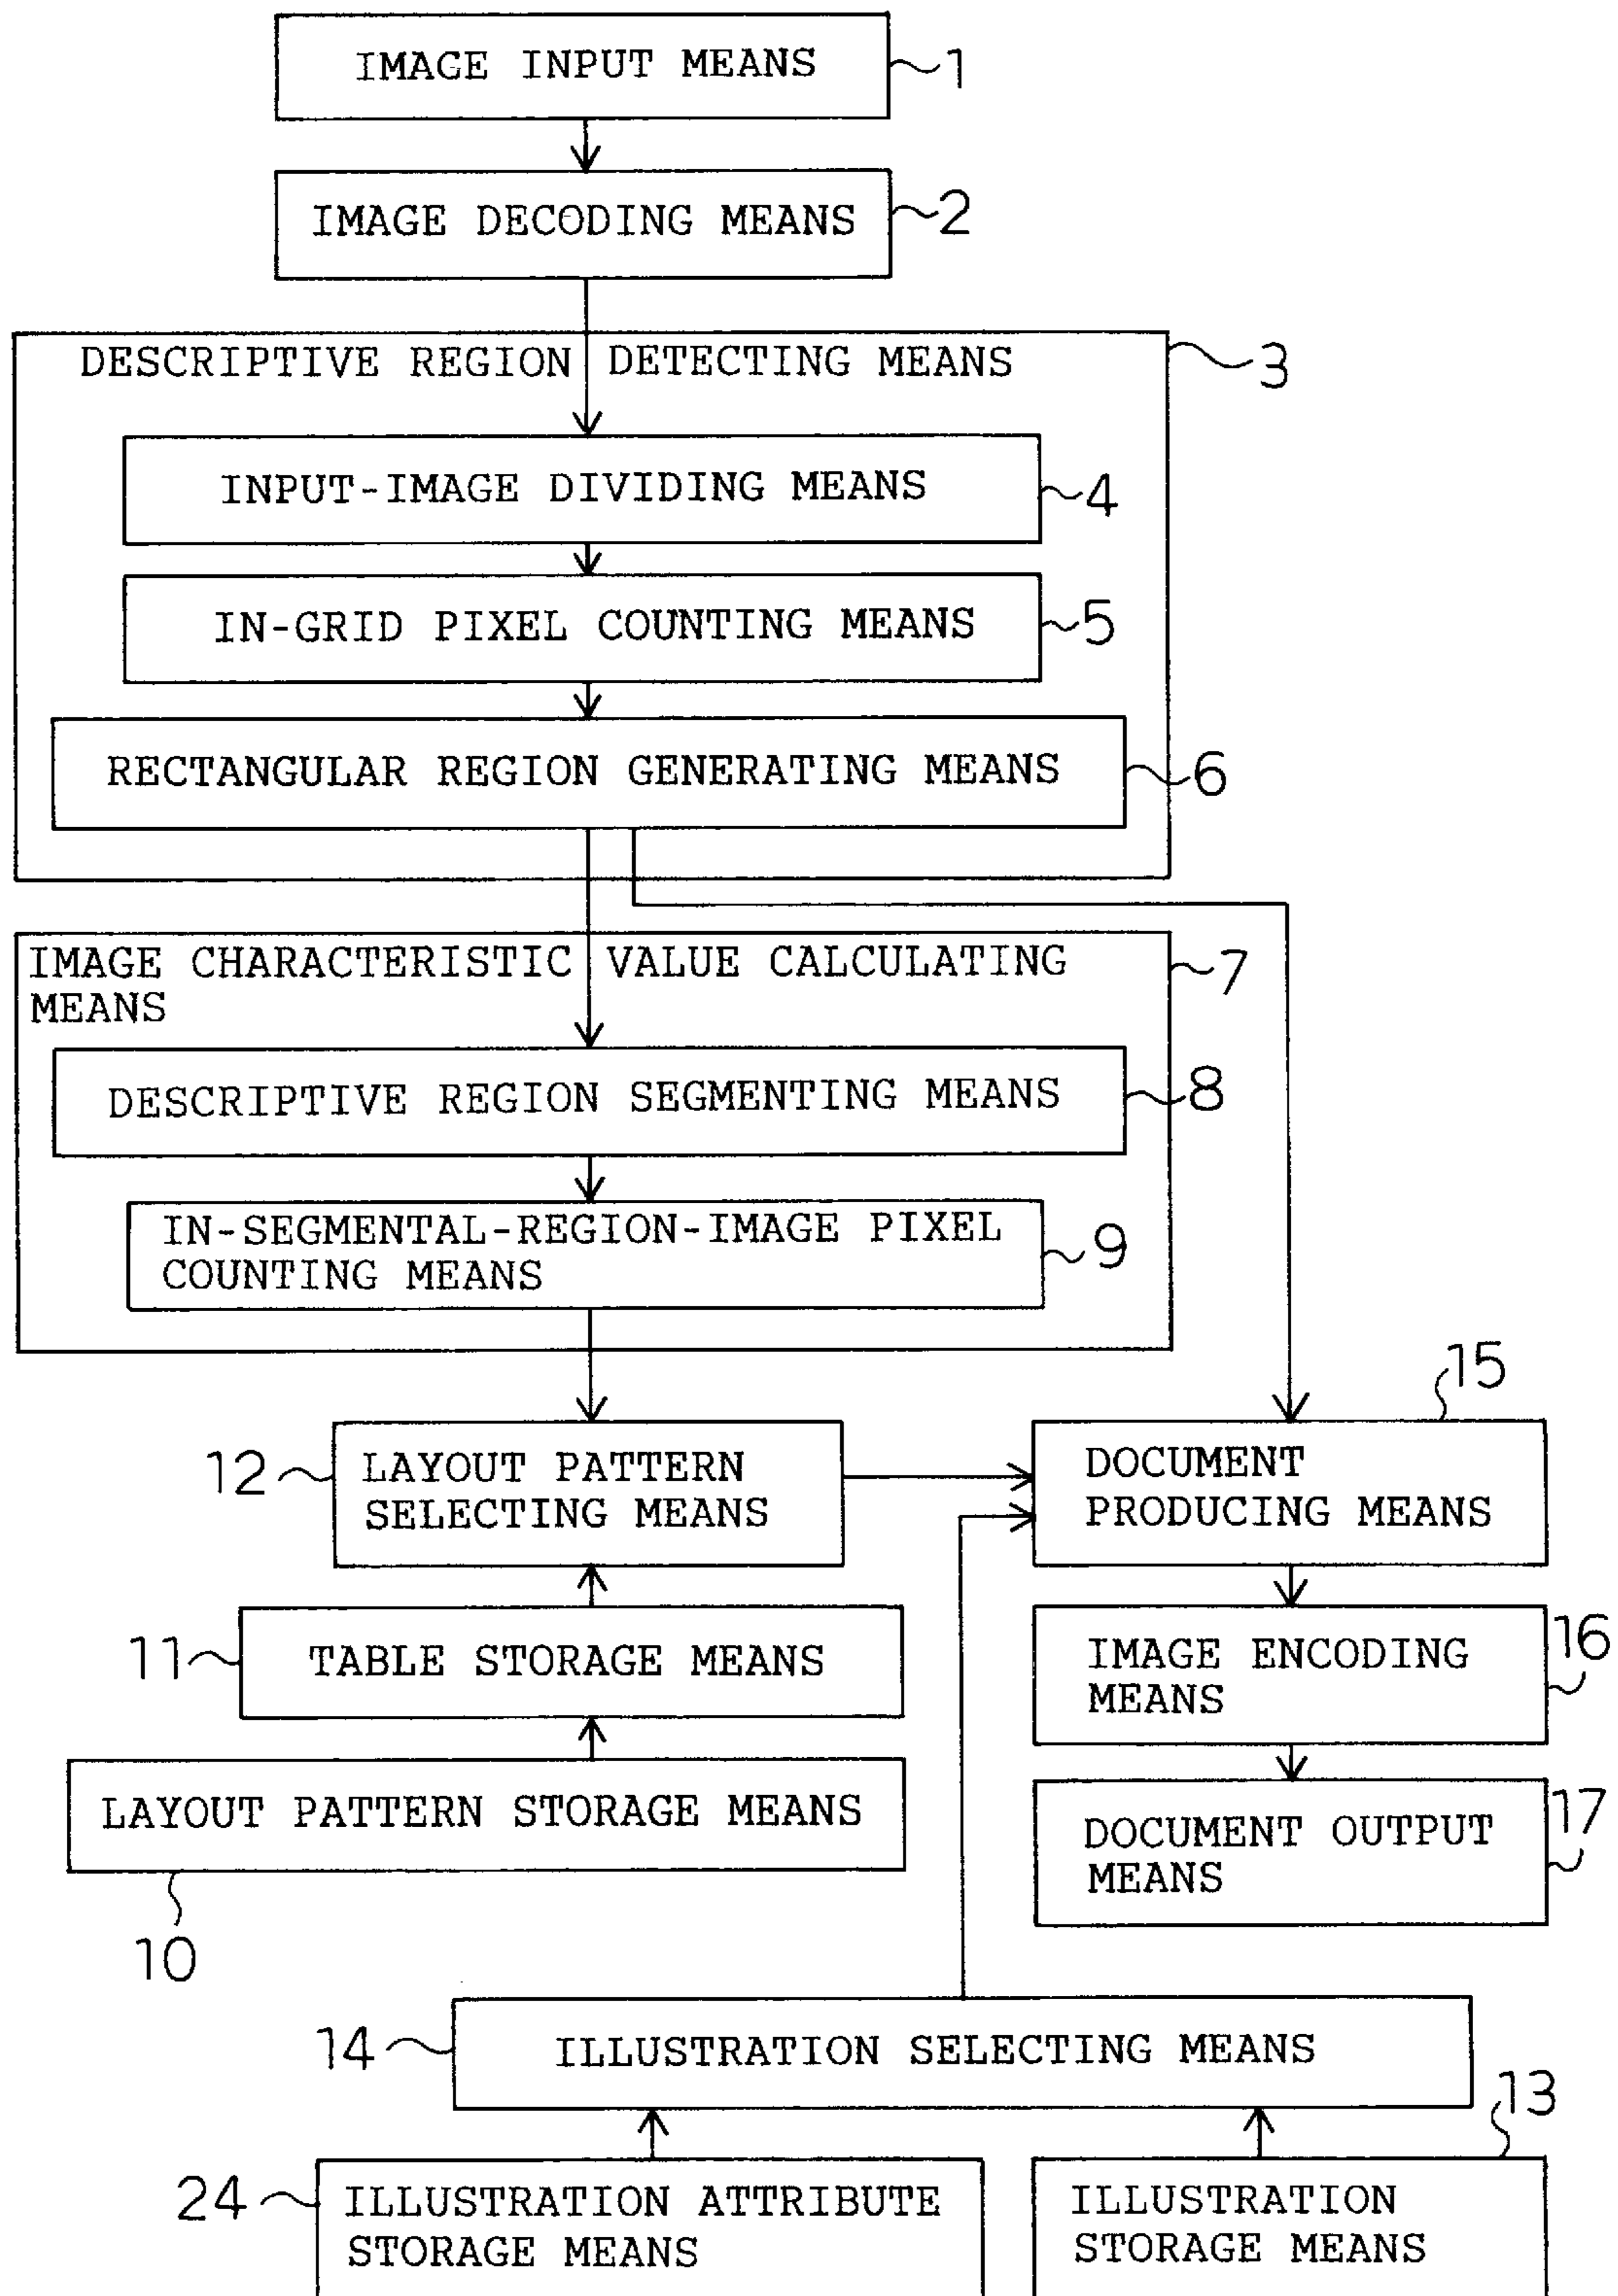 IMAGE INPUT MEANS
1
IMAGE DECODING MEANS
2
DESCRIPTIVE REGION DETECTING MEANS
3
INPUT-IMAGE DIVIDING MEANS
4
IN-GRID PIXEL COUNTING MEANS
5
RECTANGULAR REGION GENERATING MEANS
6
IMAGE CHARACTERISTIC VALUE CALCULATING
MEANS
7
DESCRIPTIVE REGION SEGMENTING MEANS
8
IN-SEGMENTAL-REGION-IMAGE PIXEL
COUNTING MEANS
9
12
LAYOUT PATTERN
SELECTING MEANS
15
DOCUMENT
PRODUCING MEANS
11
TABLE STORAGE MEANS
IMAGE ENCODING
MEANS
16
LAYOUT PATTERN STORAGE MEANS
10
DOCUMENT OUTPUT
MEANS
17
14
ILLUSTRATION SELECTING MEANS
24
ILLUSTRATION ATTRIBUTE
STORAGE MEANS
13
ILLUSTRATION
STORAGE MEANS